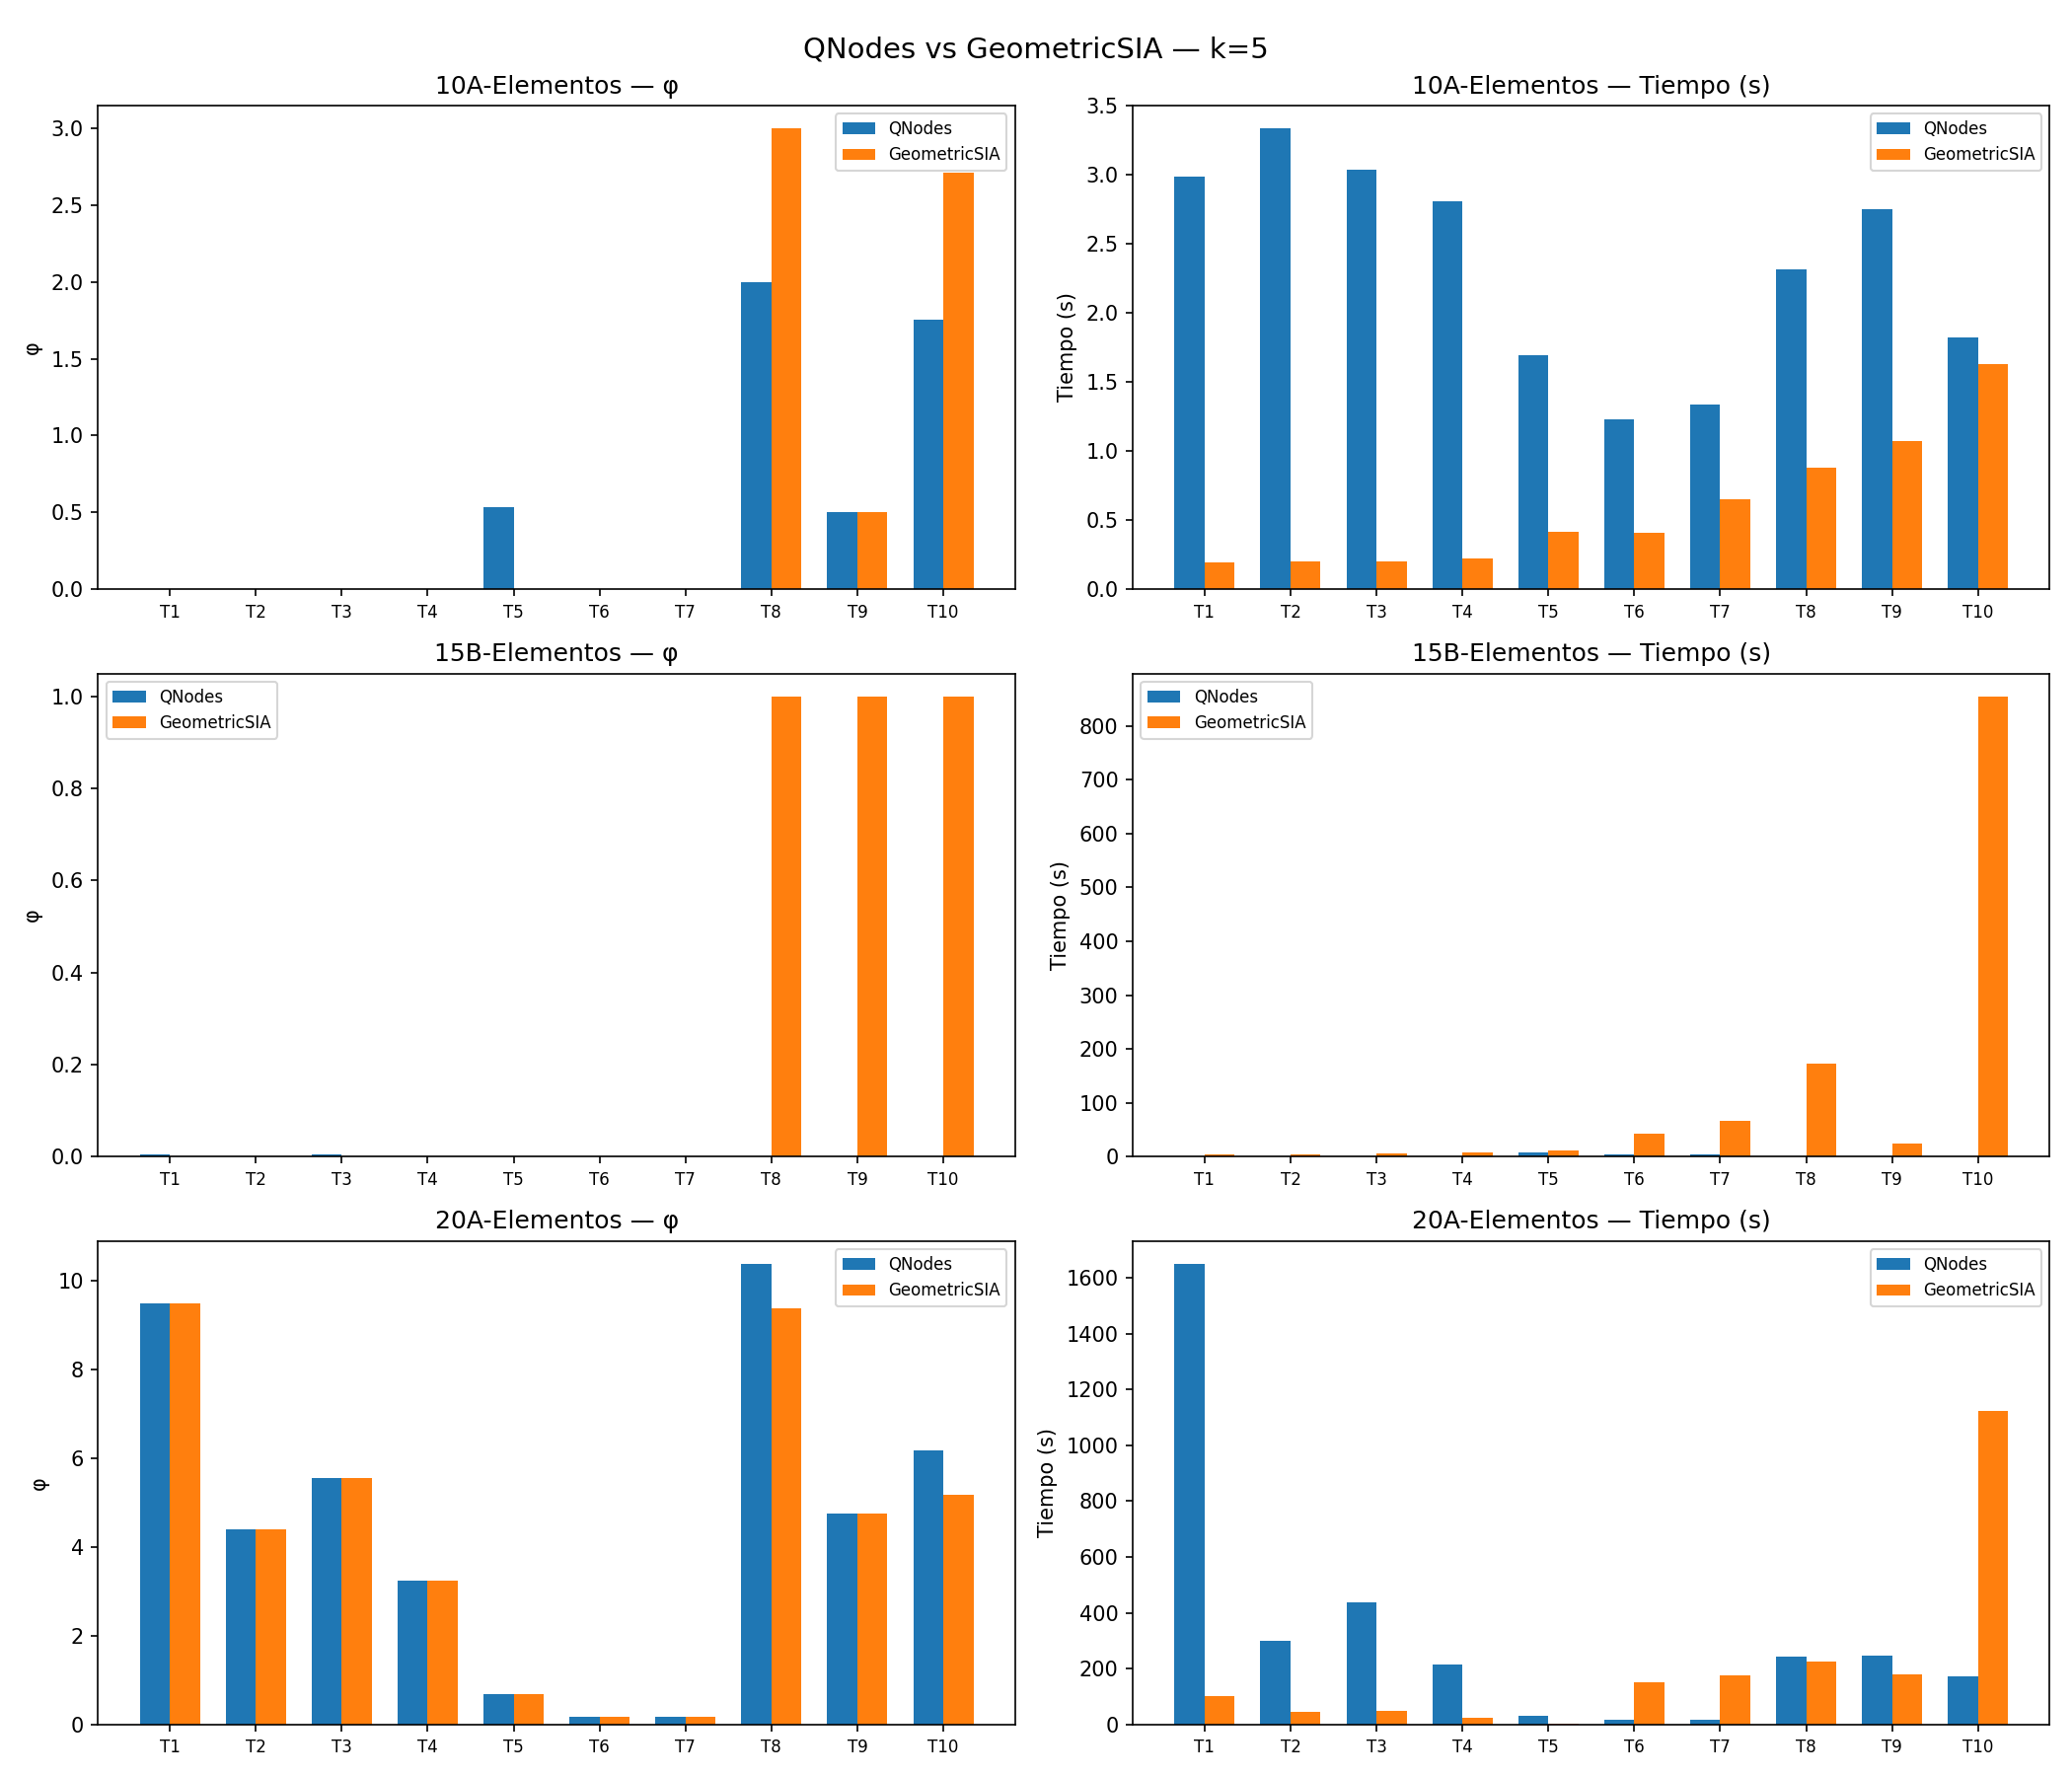 QNodes vs GeometricSIA — k=5
10A-Elementos — φ
φ
3.0
2.5
2.0
1.5
1.0
0.5
0.0
QNodes
GeometricSIA
T1 T2 T3 T4 T5 T6 T7 T8 T9 T10
10A-Elementos — Tiempo (s)
Tiempo (s)
3.5
3.0
2.5
2.0
1.5
1.0
0.5
0.0
QNodes
GeometricSIA
T1 T2 T3 T4 T5 T6 T7 T8 T9 T10
15B-Elementos — φ
φ
1.0
0.8
0.6
0.4
0.2
0.0
QNodes
GeometricSIA
T1 T2 T3 T4 T5 T6 T7 T8 T9 T10
15B-Elementos — Tiempo (s)
Tiempo (s)
800
700
600
500
400
300
200
100
0
QNodes
GeometricSIA
T1 T2 T3 T4 T5 T6 T7 T8 T9 T10
20A-Elementos — φ
φ
10
8
6
4
2
0
QNodes
GeometricSIA
T1 T2 T3 T4 T5 T6 T7 T8 T9 T10
20A-Elementos — Tiempo (s)
Tiempo (s)
1600
1400
1200
1000
800
600
400
200
0
QNodes
GeometricSIA
T1 T2 T3 T4 T5 T6 T7 T8 T9 T10